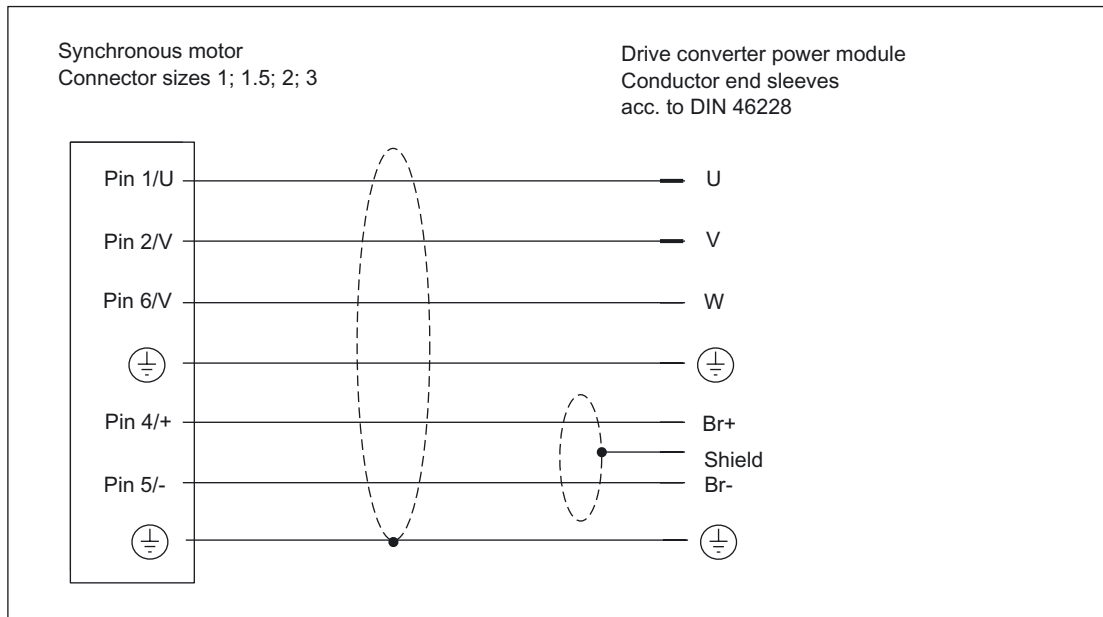 Synchronous motor
Connector sizes 1; 1.5; 2; 3
Drive converter power module
Conductor end sleeves
acc. to DIN 46228
Pin 1/U
U
Pin 2/V
V
Pin 6/V
W
Pin 4/+
Br+
Shield
Pin 5/-
Br-